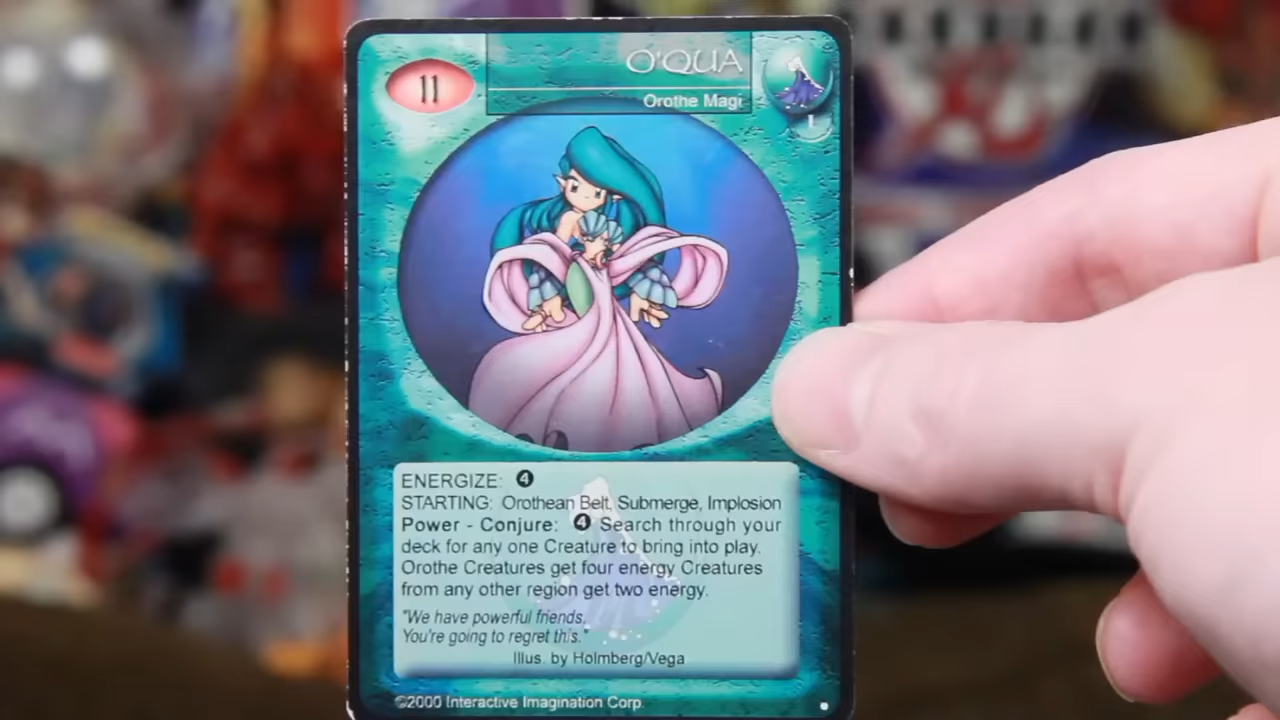 11
O'QUA
Orothe Magi
ENERGIZE: 4
STARTING: Orothean Belt, Submerge, Implosion
Power - Conjure: 4 Search through your
deck for any one Creature to bring into play.
Orothe Creatures get four energy Creatures
from any other region get two energy.
"We have powerful friends.
You're going to regret this."
Illus. by Holmberg/Vega
©2000 Interactive Imagination Corp.